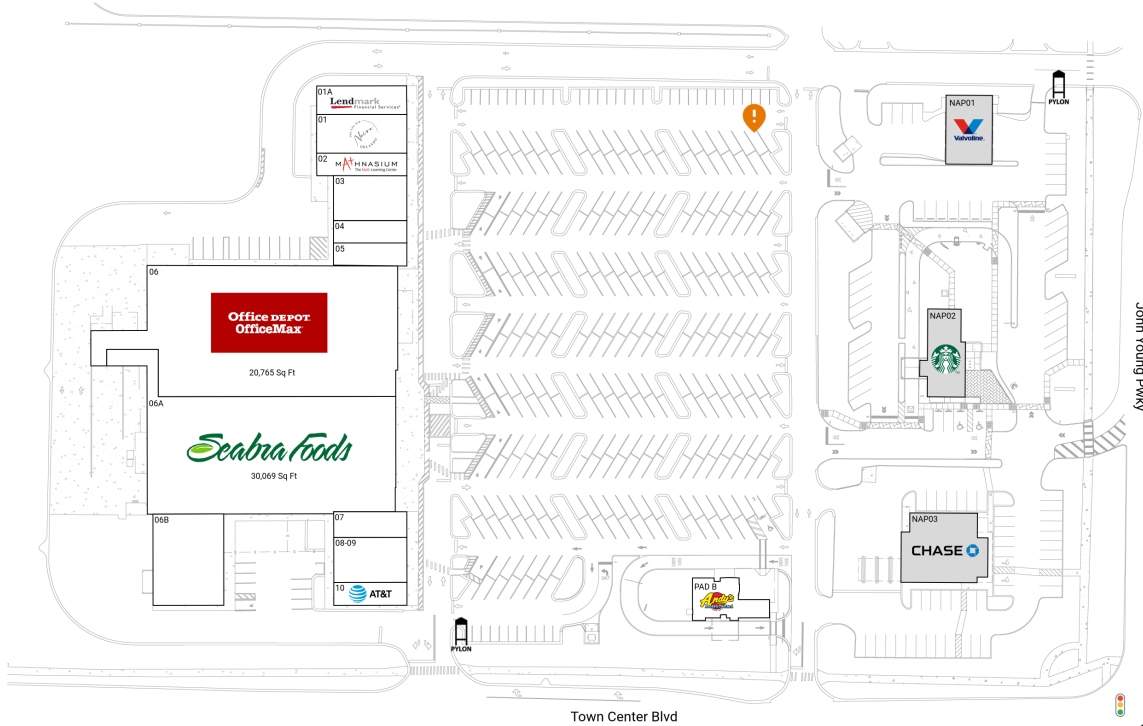 01A
Lendmark
Financial Services®
01
02
MATHNASIUM®
The Math Learning Center
03
04
05
06
Office DEPOT
OfficeMax
20,765 Sq Ft
06A
Seabra Foods
30,069 Sq Ft
06B
07
08-09
10
AT&T
PYLON
PAD B
Andy's
NAP01
Valvoline
PYLON
NAP02
NAP03
CHASE
John Young Pwky
Town Center Blvd